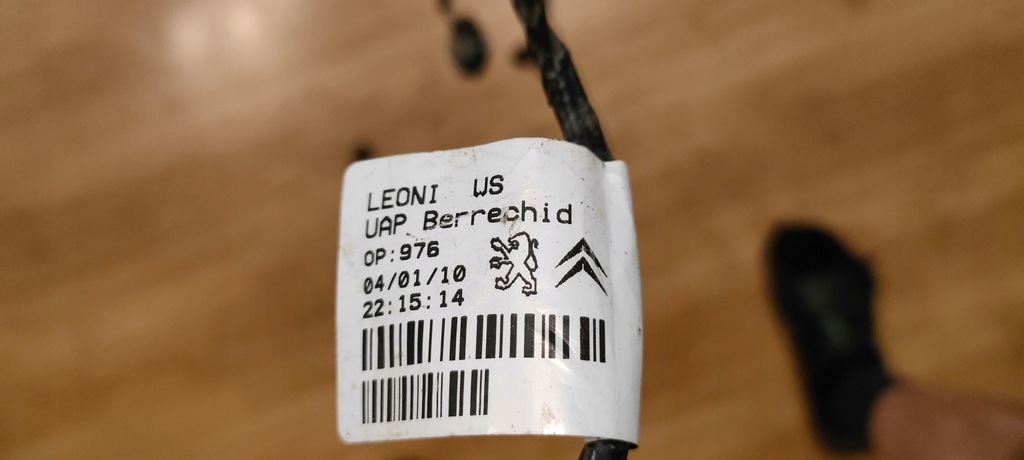 LEONI WS
UAP Berrechid
OP:976
04/01/10
22:15:14